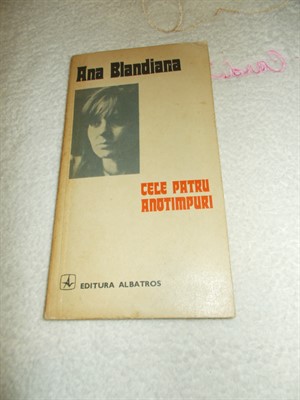 Ana Blandiana
CELE PATRU
ANOTIMPURI
EDITURA ALBATROS